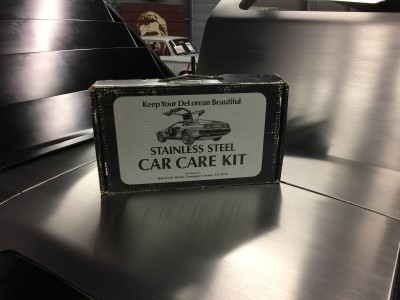 Keep Your DeLorean Beautiful
STAINLESS STEEL
CAR CARE KIT